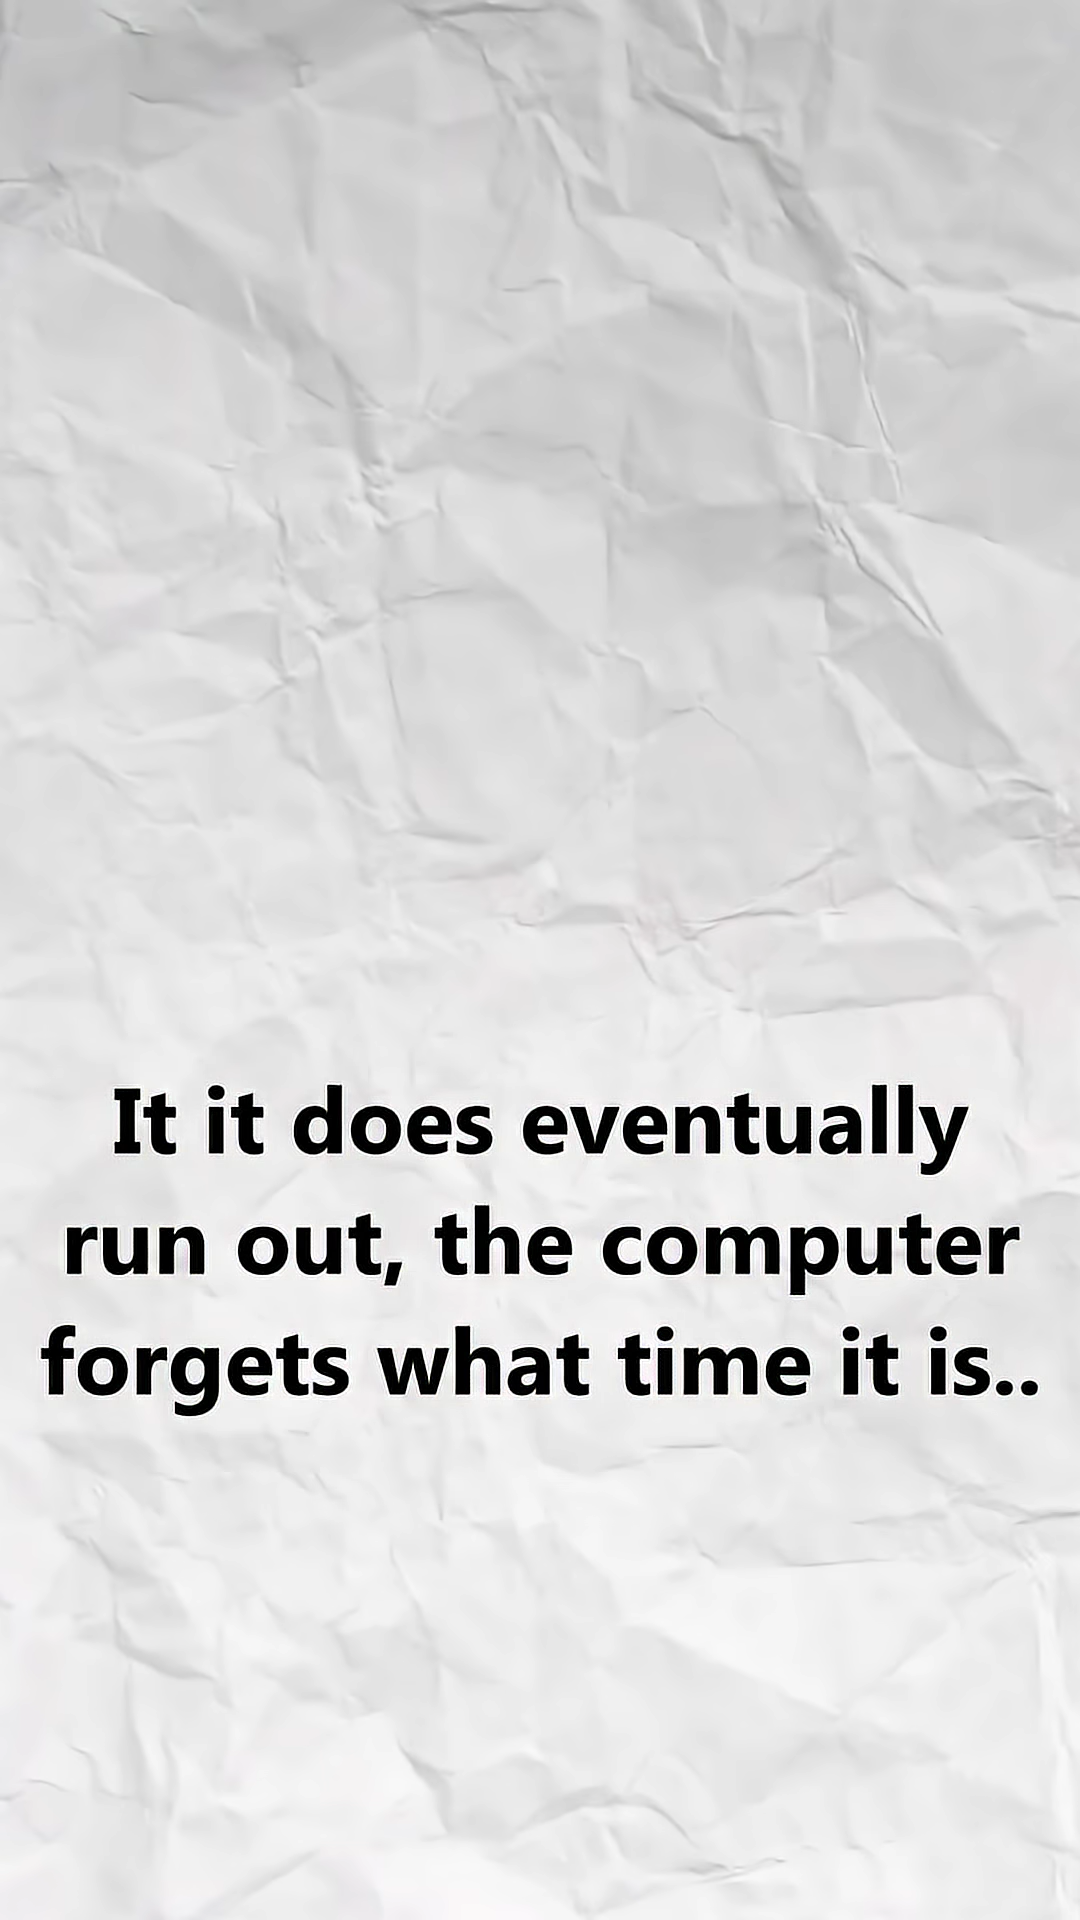 It it does eventually
run out, the computer
forgets what time it is..